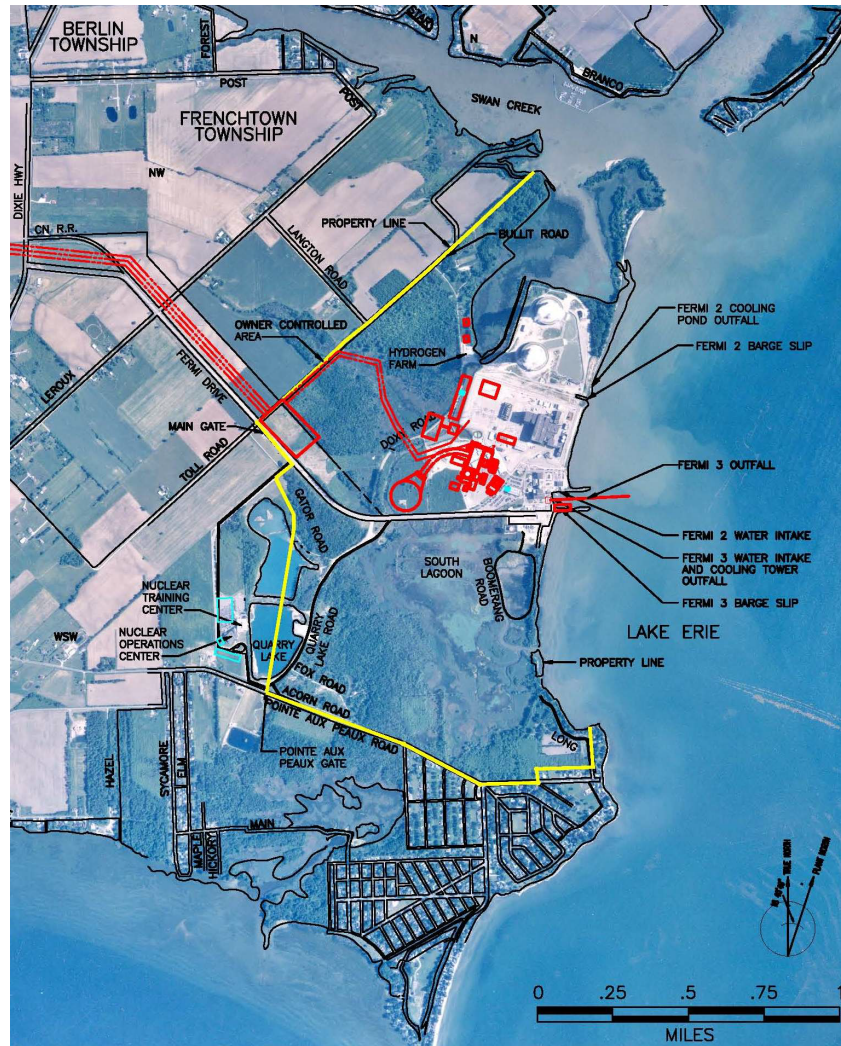 BERLIN
TOWNSHIP
FOREST
N
BRANCO
POST
POST
SWAN CREEK
FRENCHTOWN
TOWNSHIP
NW
DIXIE HWY
CN R.R.
PROPERTY LINE
BULLIT ROAD
LANGTON ROAD
OWNER CONTROLLED
AREA
HYDROGEN
FARM
FERMI 2 COOLING
POND OUTFALL
FERMI 2 BARGE SLIP
FERMI DRIVE
LEROUX
MAIN GATE
TOLL ROAD
DOXY ROAD
FERMI 3 OUTFALL
GATOR ROAD
FERMI 2 WATER INTAKE
FERMI 3 WATER INTAKE
AND COOLING TOWER
OUTFALL
FERMI 3 BARGE SLIP
SOUTH
LAGOON
BOOMERANG
ROAD
NUCLEAR
TRAINING
CENTER
NUCLEAR
OPERATIONS
CENTER
QUARRY
LAKE
QUARRY
LAKE ROAD
WSW
LAKE ERIE
PROPERTY LINE
FOX ROAD
ACORN ROAD
POINTE AUX PEAUX ROAD
POINTE AUX
PEAUX GATE
LONG
HAZEL
SYCAMORE
ELM
MAIN
MAPLE
HICKORY
TRUE NORTH
PLANT NORTH
0 .25 .5 .75 1
MILES